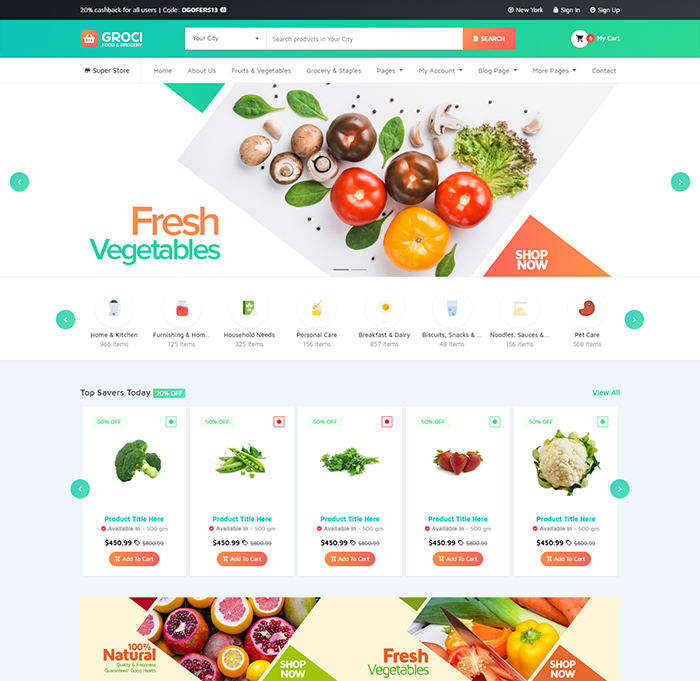 20% cashback for all users | Code: OGOFERS13
New York Sign In Sign Up
GROCI
FOOD & GROCERY
Your City
Search products in Your City
SEARCH
5
My Cart
Super Store
Home About Us Fruits & Vegetables Grocery & Staples Pages My Account Blog Page More Pages Contact
Fresh
Vegetables
SHOP
NOW
Home & Kitchen
965 Items
Furnishing & Hom...
125 Items
Household Needs
325 Items
Personal Care
156 Items
Breakfast & Dairy
857 Items
Biscuits, Snacks & ...
48 Items
Noodles, Sauces &...
156 Items
Pet Care
568 Items
Top Savers Today 20% OFF
View All
50% OFF
Product Title Here
Available in - 500 gm
$450.99 $800.99
Add To Cart
50% OFF
Product Title Here
Available in - 500 gm
$450.99 $800.99
Add To Cart
50% OFF
Product Title Here
Available in - 500 gm
$450.99 $800.99
Add To Cart
50% OFF
Product Title Here
Available in - 500 gm
$450.99 $800.99
Add To Cart
50% OFF
Product Title Here
Available in - 500 gm
$450.99 $800.99
Add To Cart
100%
Natural
Quality & Freshness
Guaranteed! Good Health
SHOP
NOW
Fresh
Vegetables
SHOP
NOW